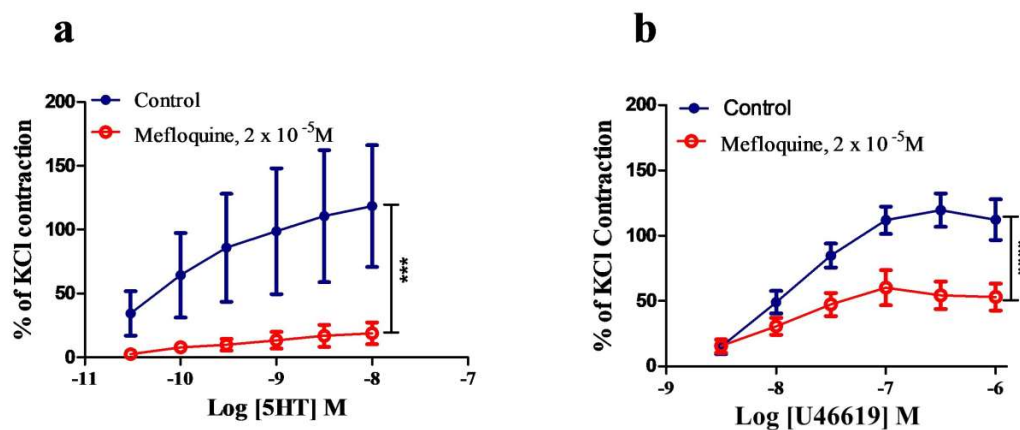 a
200
150
100
50
0
% of KCl contraction
Control
Mefloquine, 2 x 10 -5M
***
-11 -10 -9 -8 -7
Log [5HT] M
b
200
150
100
50
0
% of KCl Contraction
Control
Mefloquine, 2 x 10 -5M
-9 -8 -7 -6
Log [U46619] M